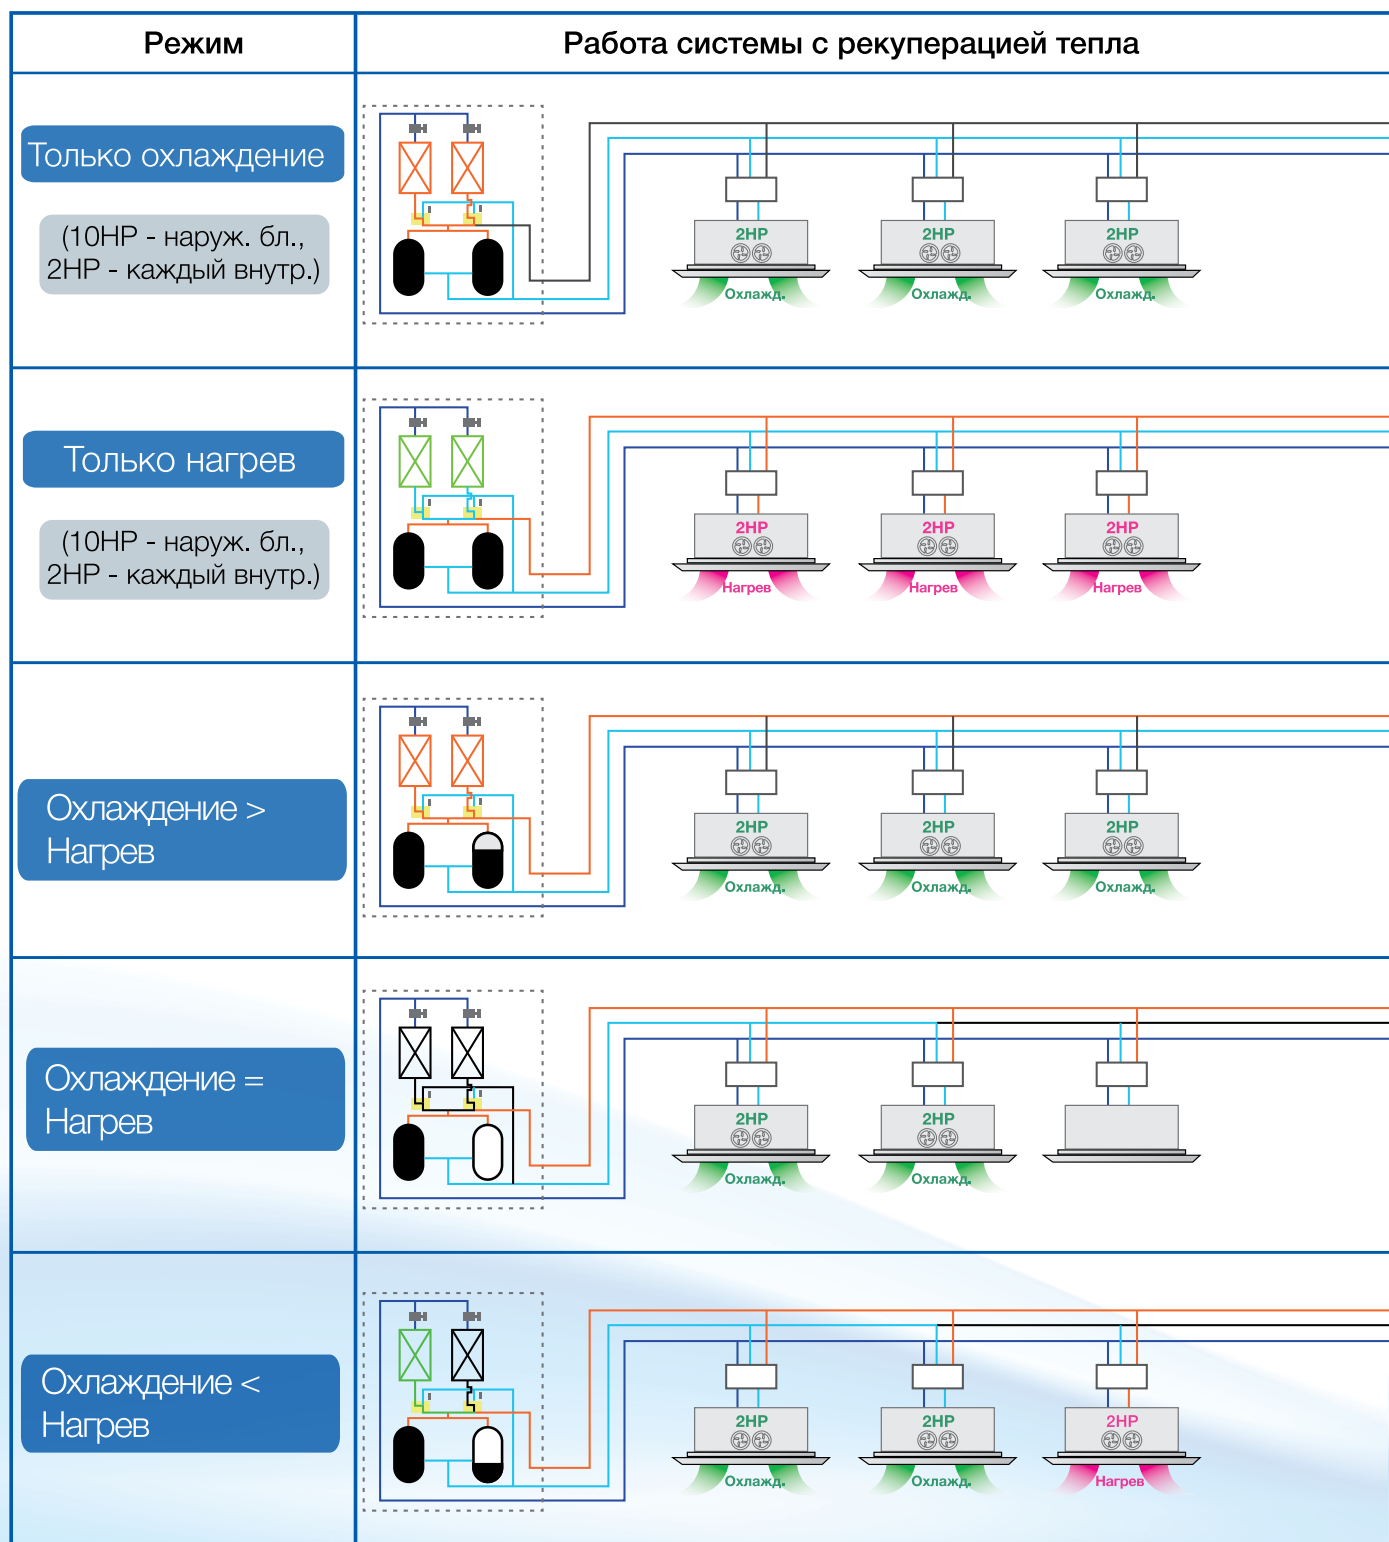 Режим
Работа системы с рекуперацией тепла
Только охлаждение
(10HP - наруж. бл.,
2HP - каждый внутр.)
2HP
2HP
2HP
Охлажд.
Охлажд.
Охлажд.
Только нагрев
(10HP - наруж. бл.,
2HP - каждый внутр.)
2HP
2HP
2HP
Нагрев
Нагрев
Нагрев
Охлаждение >
Нагрев
2HP
2HP
2HP
Охлажд.
Охлажд.
Охлажд.
Охлаждение =
Нагрев
2HP
2HP
Охлажд.
Охлажд.
Охлаждение <
Нагрев
2HP
2HP
2HP
Охлажд.
Охлажд.
Нагрев